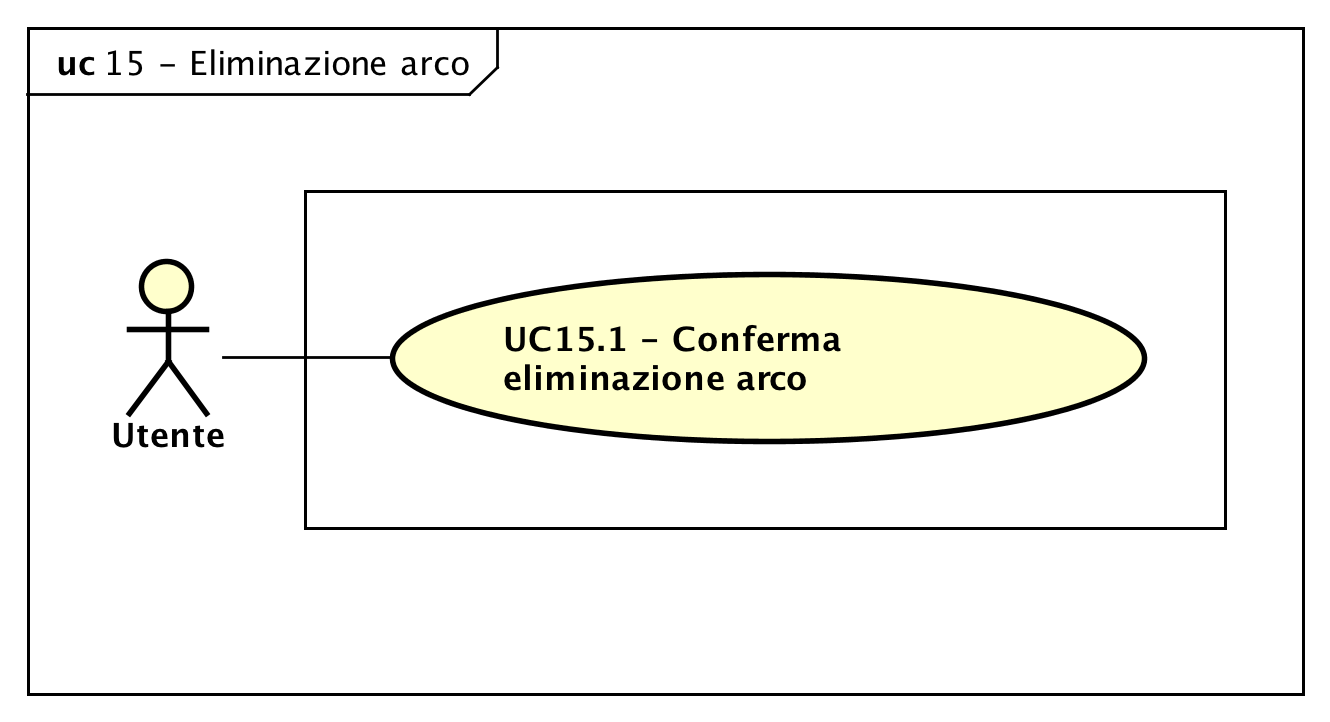 uc 15 – Eliminazione arco
UC15.1 – Conferma
eliminazione arco
Utente